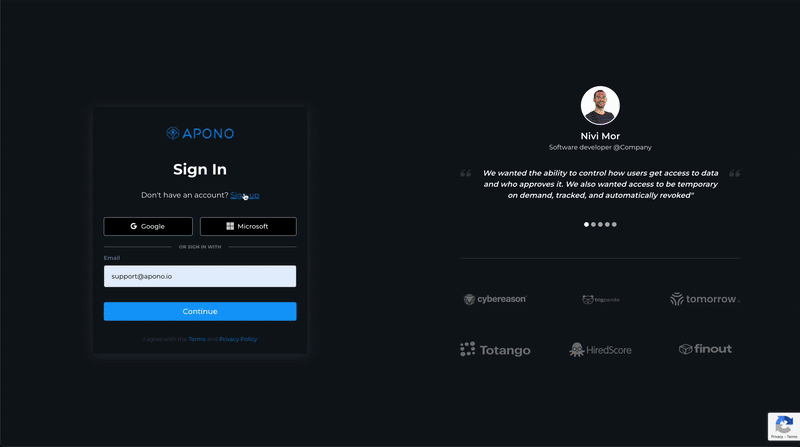 APONO
Sign In
Don't have an account? Sign up
Google
Microsoft
OR SIGN IN WITH
Email
support@apono.io
Continue
I agree with the Terms and Privacy Policy
Nivi Mor
Software developer @Company
“ We wanted the ability to control how users get access to data ”
and who approves it. We also wanted access to be temporary
on demand, tracked, and automatically revoked"
cybereason
bigpanda
tomorrow
Totango
HiredScore
finout
Privacy - Terms